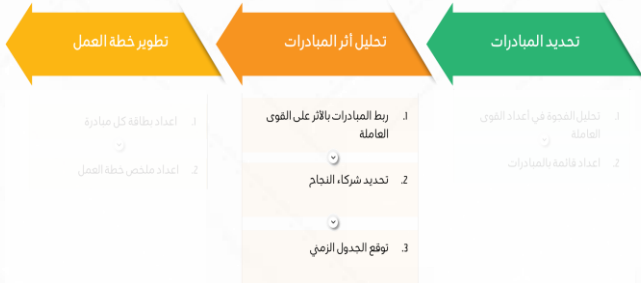 تحديد المبادرات
تحليل أثر المبادرات
تطوير خطة العمل
1. تحليل الفجوة في أعداد القوى
العاملة
2. اعداد قائمة بالمبادرات
1. ربط المبادرات بالأثر على القوى
العاملة
2. تحديد شركاء النجاح
3. توقع الجدول الزمني
1. اعداد بطاقة كل مبادرة
2. اعداد ملخص خطة العمل